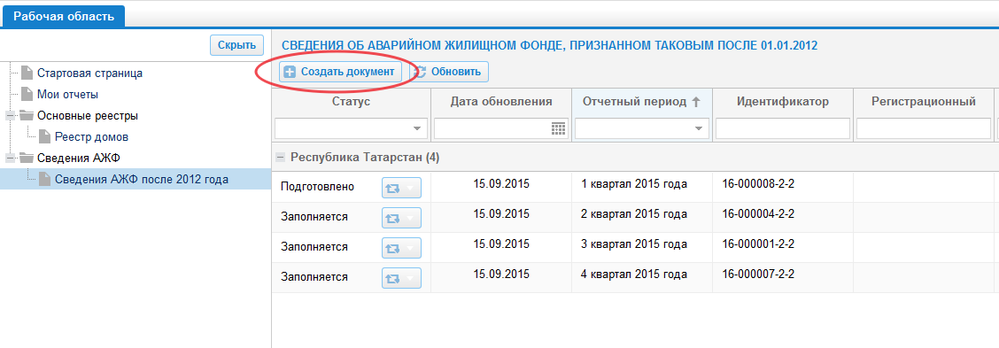 Рабочая область
Скрыть
Стартовая страница
Мои отчеты
Основные реестры
Реестр домов
Сведения АЖФ
Сведения АЖФ после 2012 года
СВЕДЕНИЯ ОБ АВАРИЙНОМ ЖИЛИЩНОМ ФОНДЕ, ПРИЗНАННОМ ТАКОВЫМ ПОСЛЕ 01.01.2012
Создать документ Обновить
Статус Дата обновления Отчетный период Идентификатор Регистрационный
Республика Татарстан (4)
Подготовлено 15.09.2015 1 квартал 2015 года 16-000008-2-2
Заполняется 15.09.2015 2 квартал 2015 года 16-000004-2-2
Заполняется 15.09.2015 3 квартал 2015 года 16-000001-2-2
Заполняется 15.09.2015 4 квартал 2015 года 16-000007-2-2